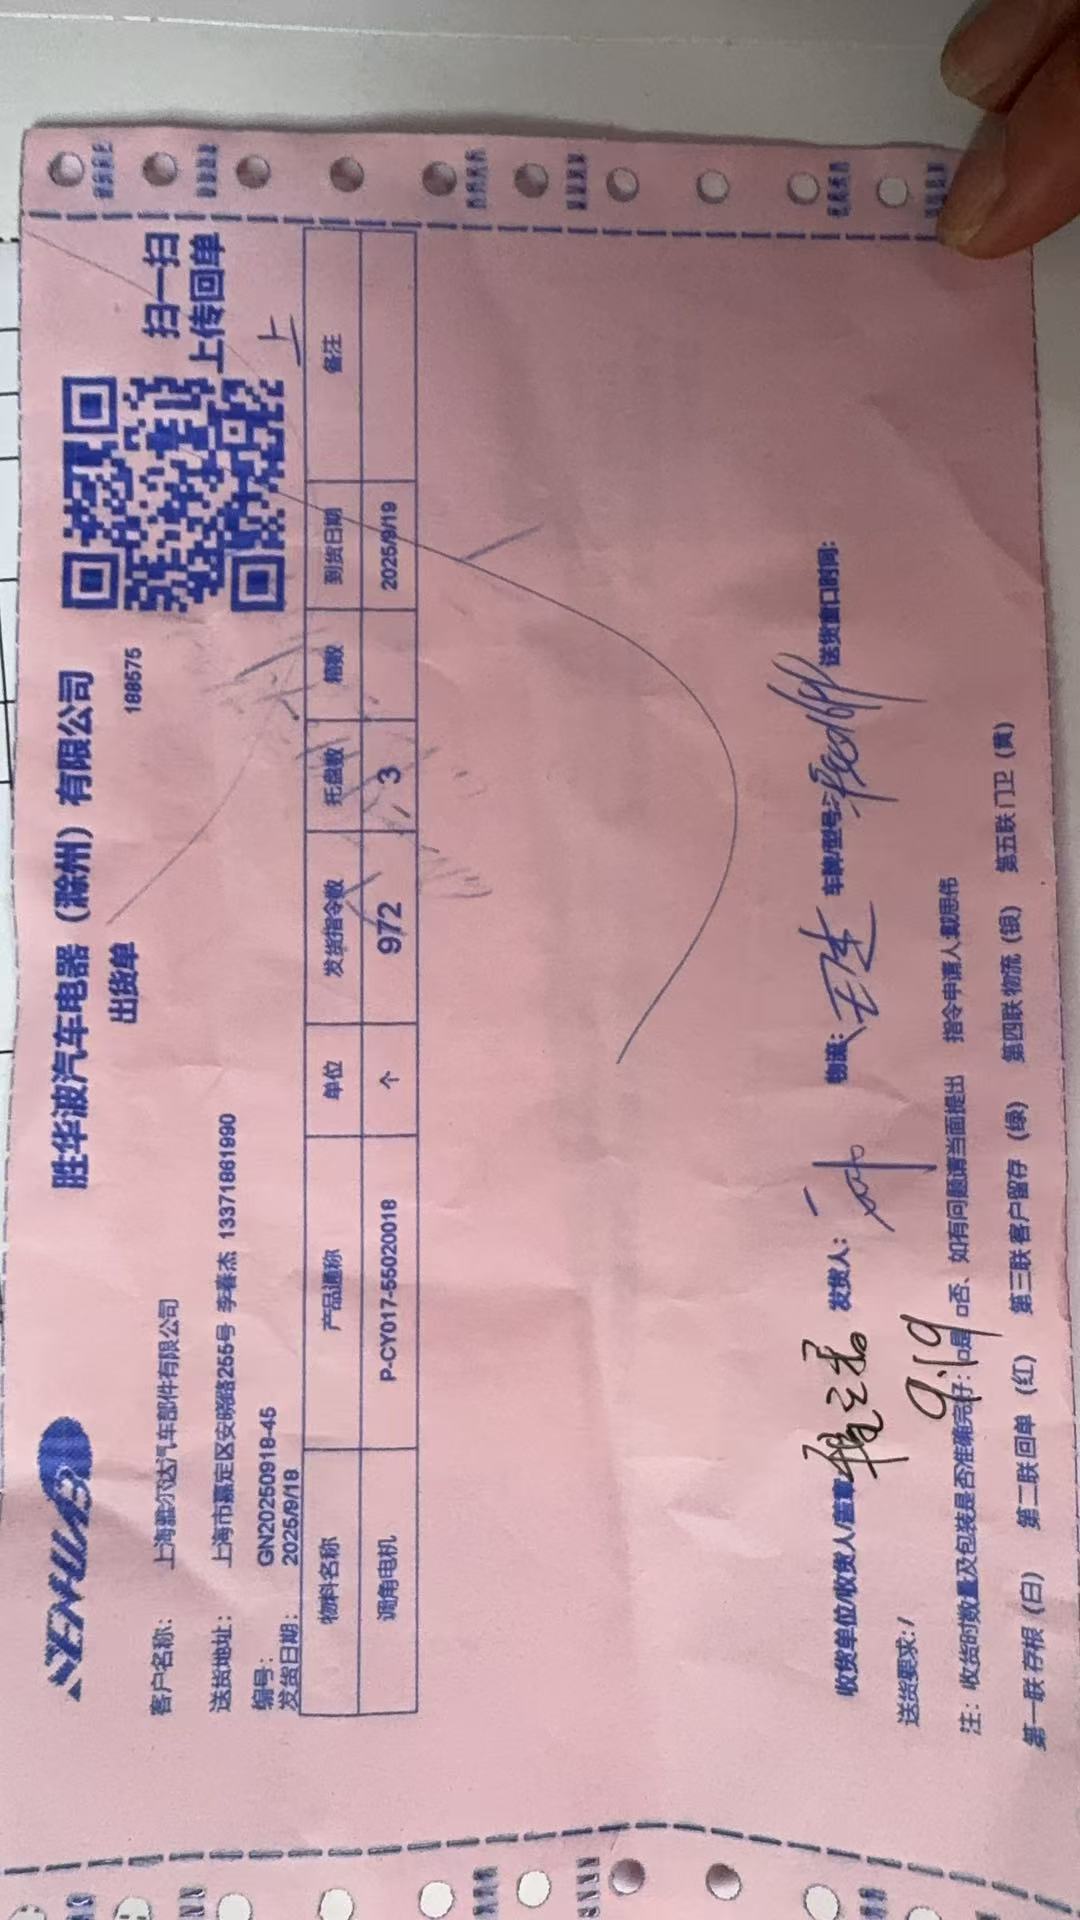 SENHUAS
胜华波汽车电器（滁州）有限公司
出货单
188575
扫一扫
上传回单
上
客户名称： 上海濉尔达汽车部件有限公司
送货地址： 上海市嘉定区安晓路255号 李春杰 13371861990
编号： GN20250918-45
发货日期： 2025/9/18
物料名称 产品通称 单位 发货指令数 托盘数 箱数 到货日期 备注
调角电机 P-CY017-55020018 个 972 3 2025/9/19
收货单位/收货人/盖章 发货人： 物流： 王建 车牌/型号： 送货窗口时间：
9.19
送货要求：/
注：收货时数量及包装是否准确完好：□是 □否、如有问题请当面提出 指令申请人:戴思伟
第一联 存根（白） 第二联 回单（红） 第三联 客户留存（绿） 第四联 物流（银） 第五联 门卫（黄）